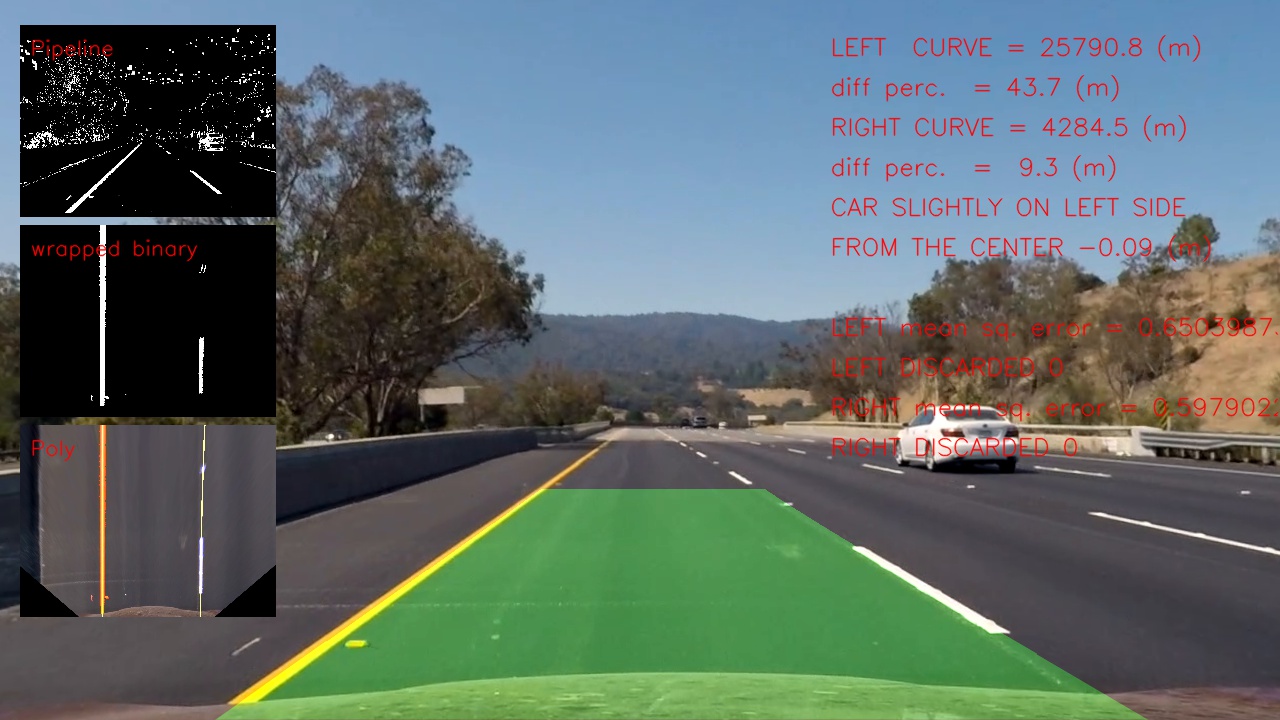 Pipeline
wrapped binary
Poly
LEFT CURVE = 25790.8 (m)
diff perc. = 43.7 (m)
RIGHT CURVE = 4284.5 (m)
diff perc. = 9.3 (m)
CAR SLIGHTLY ON LEFT SIDE
FROM THE CENTER -0.09 (m)
LEFT mean sq. error = 0.6503987
LEFT DISCARDED 0
RIGHT mean sq. error = 0.597902
RIGHT DISCARDED 0